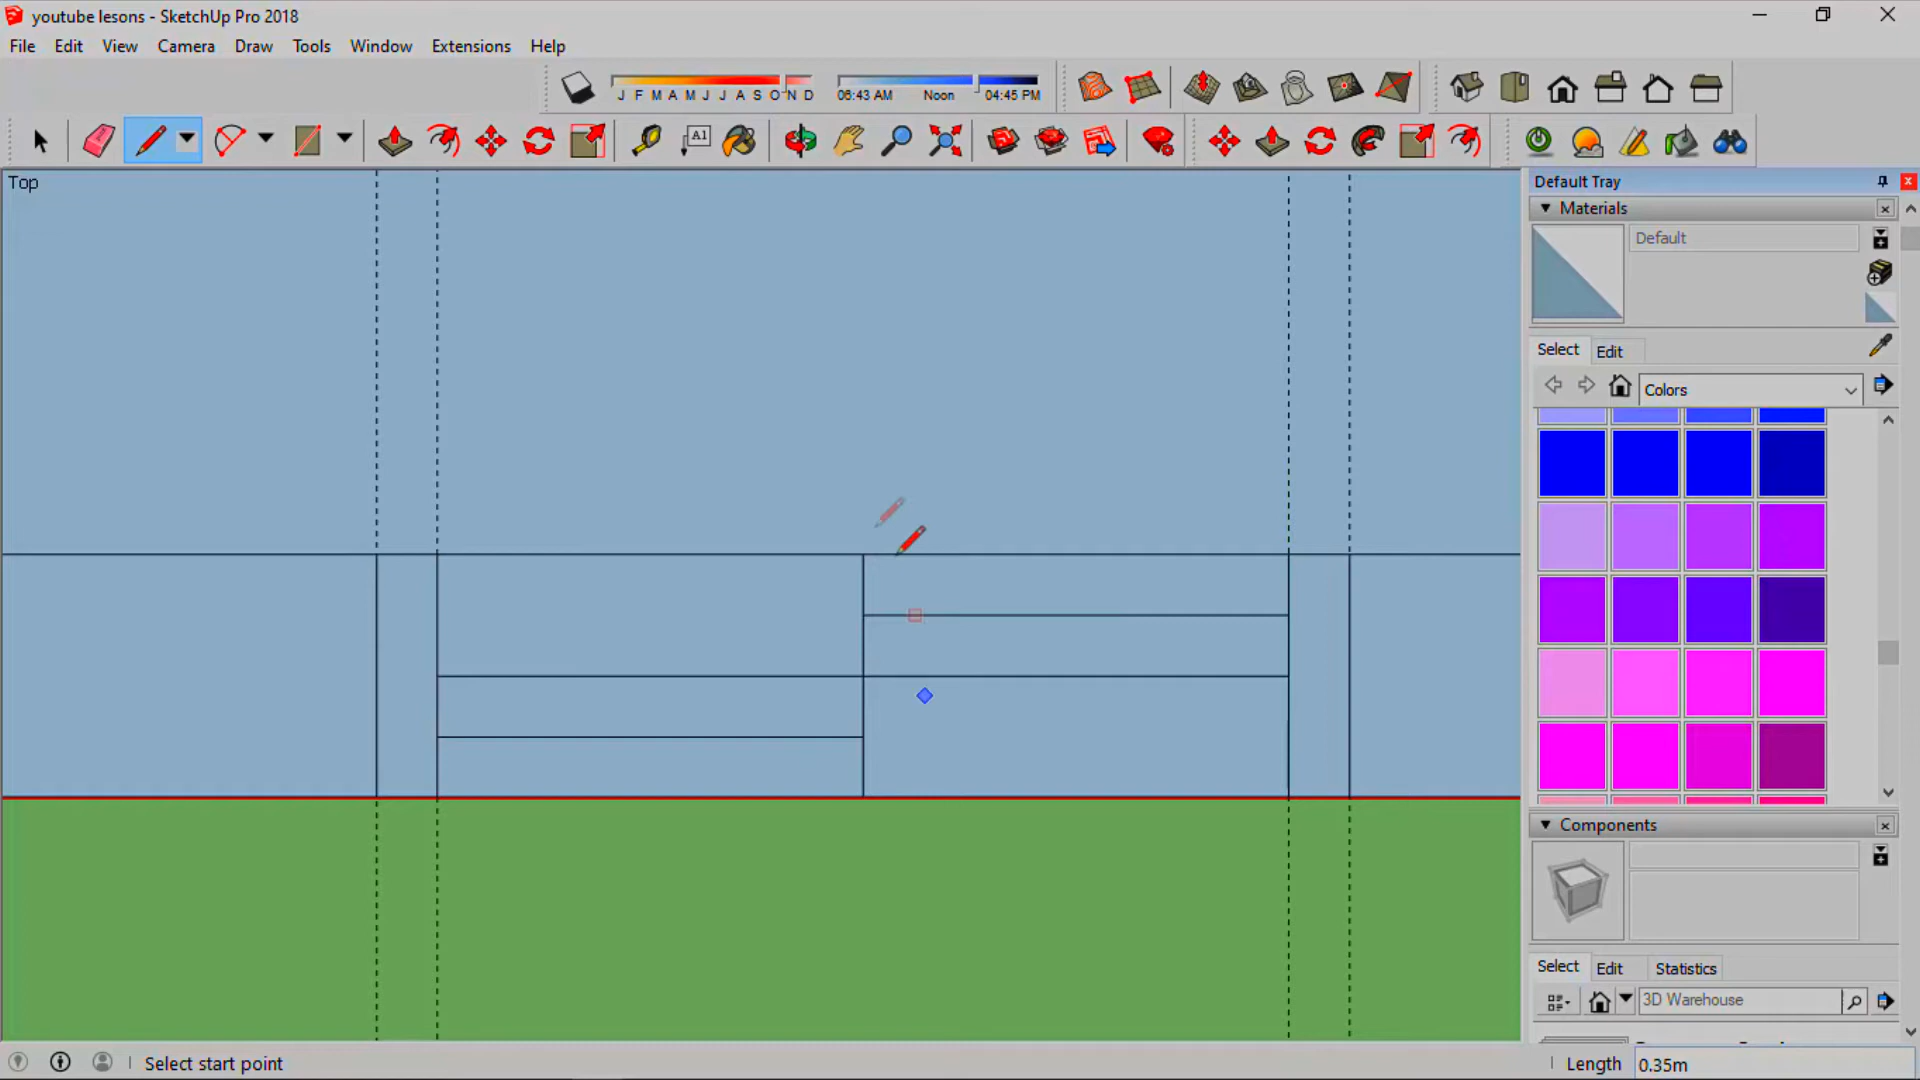 youtube lesons - SketchUp Pro 2018
File Edit View Camera Draw Tools Window Extensions Help
J F M A M J J A S O N D 06:43 AM Noon 04:45 PM
A1
Top
Default Tray
Materials
Default
Select Edit
Colors
Components
Select Edit Statistics
3D Warehouse
Select start point
Length 0.35m